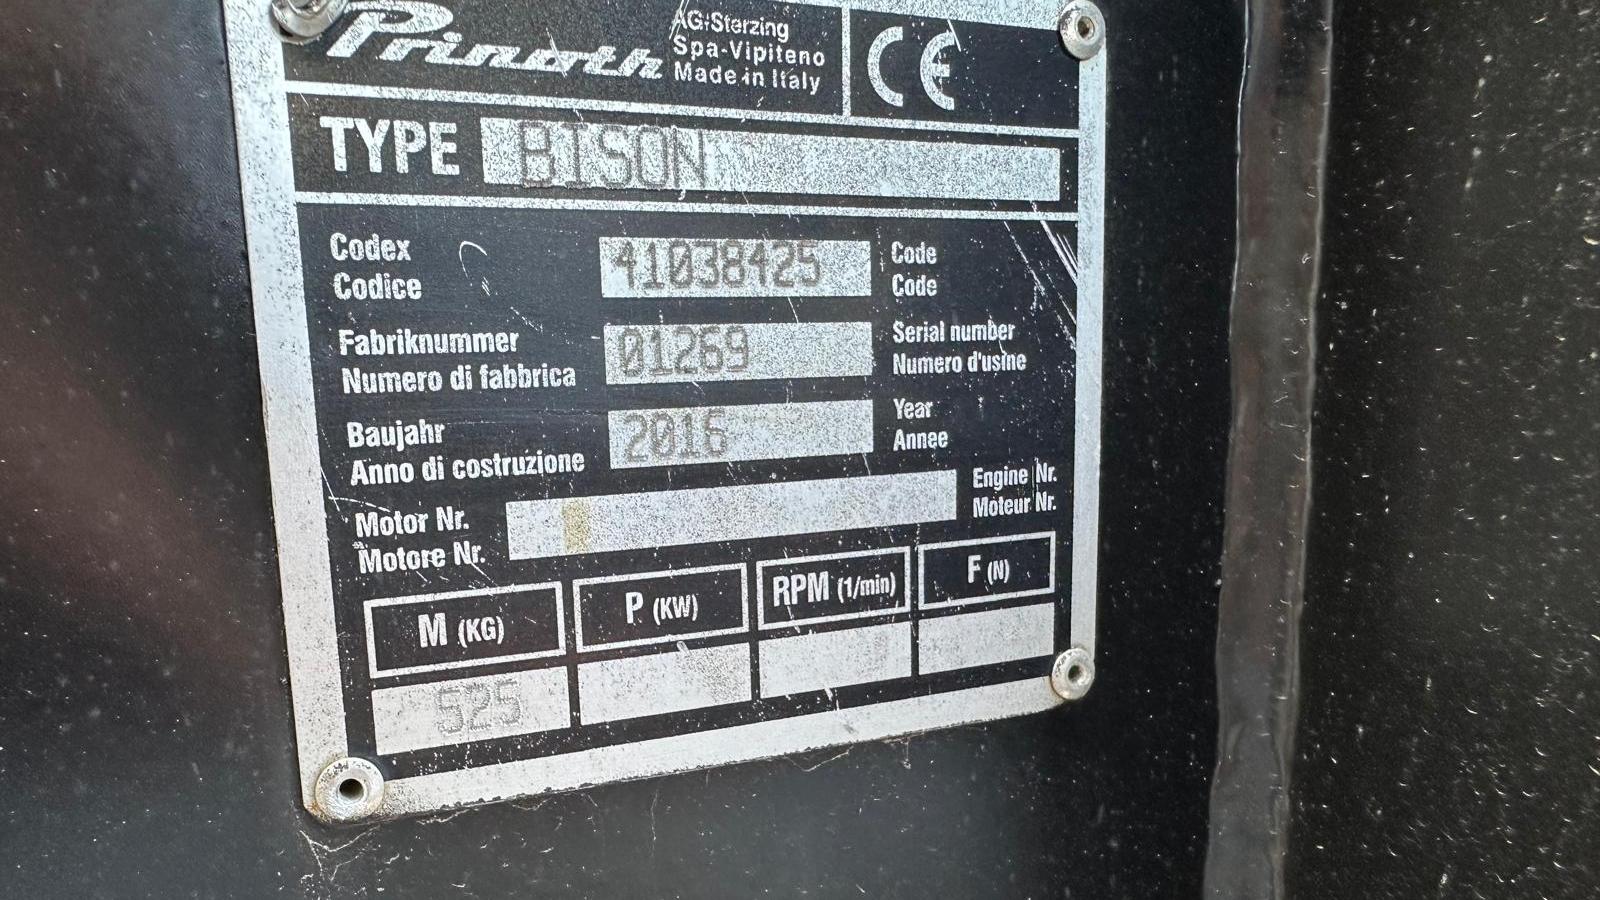 Prinoth AG-Sterzing
Spa-Vipiteno
Made in Italy
CE
TYPE BISON
Codex 41038425 Code
Codice Code
Fabriknummer 01269 Serial number
Numero di fabbrica Numero d'usine
Baujahr 2016 Year
Anno di costruzione Annee
Motor Nr. Engine Nr.
Motore Nr. Moteur Nr.
M (KG) P (KW) RPM (1/min) F (N)
525